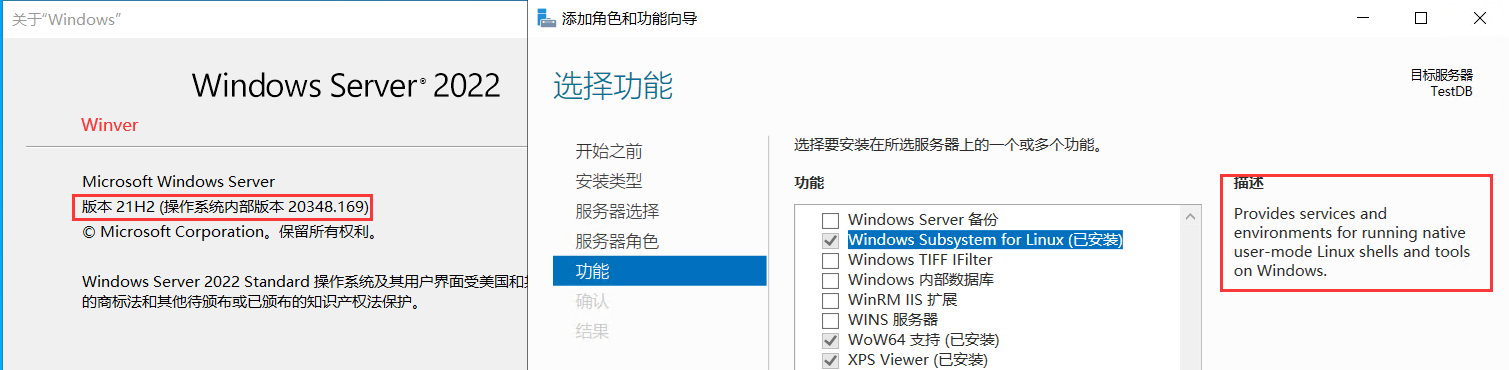 关于“Windows”
Windows Server® 2022
Winver
Microsoft Windows Server
版本 21H2 (操作系统内部版本 20348.169)
© Microsoft Corporation。保留所有权利。
Windows Server 2022 Standard 操作系统及其用户界面受美国和
的商标法和其他待颁布或已颁布的知识产权法保护。
添加角色和功能向导
选择功能
目标服务器
TestDB
开始之前
安装类型
服务器选择
服务器角色
功能
确认
结果
选择要安装在所选服务器上的一个或多个功能。
功能
Windows Server 备份
Windows Subsystem for Linux (已安装)
Windows TIFF IFilter
Windows 内部数据库
WinRM IIS 扩展
WINS 服务器
WoW64 支持 (已安装)
XPS Viewer (已安装)
描述
Provides services and
environments for running native
user-mode Linux shells and tools
on Windows.